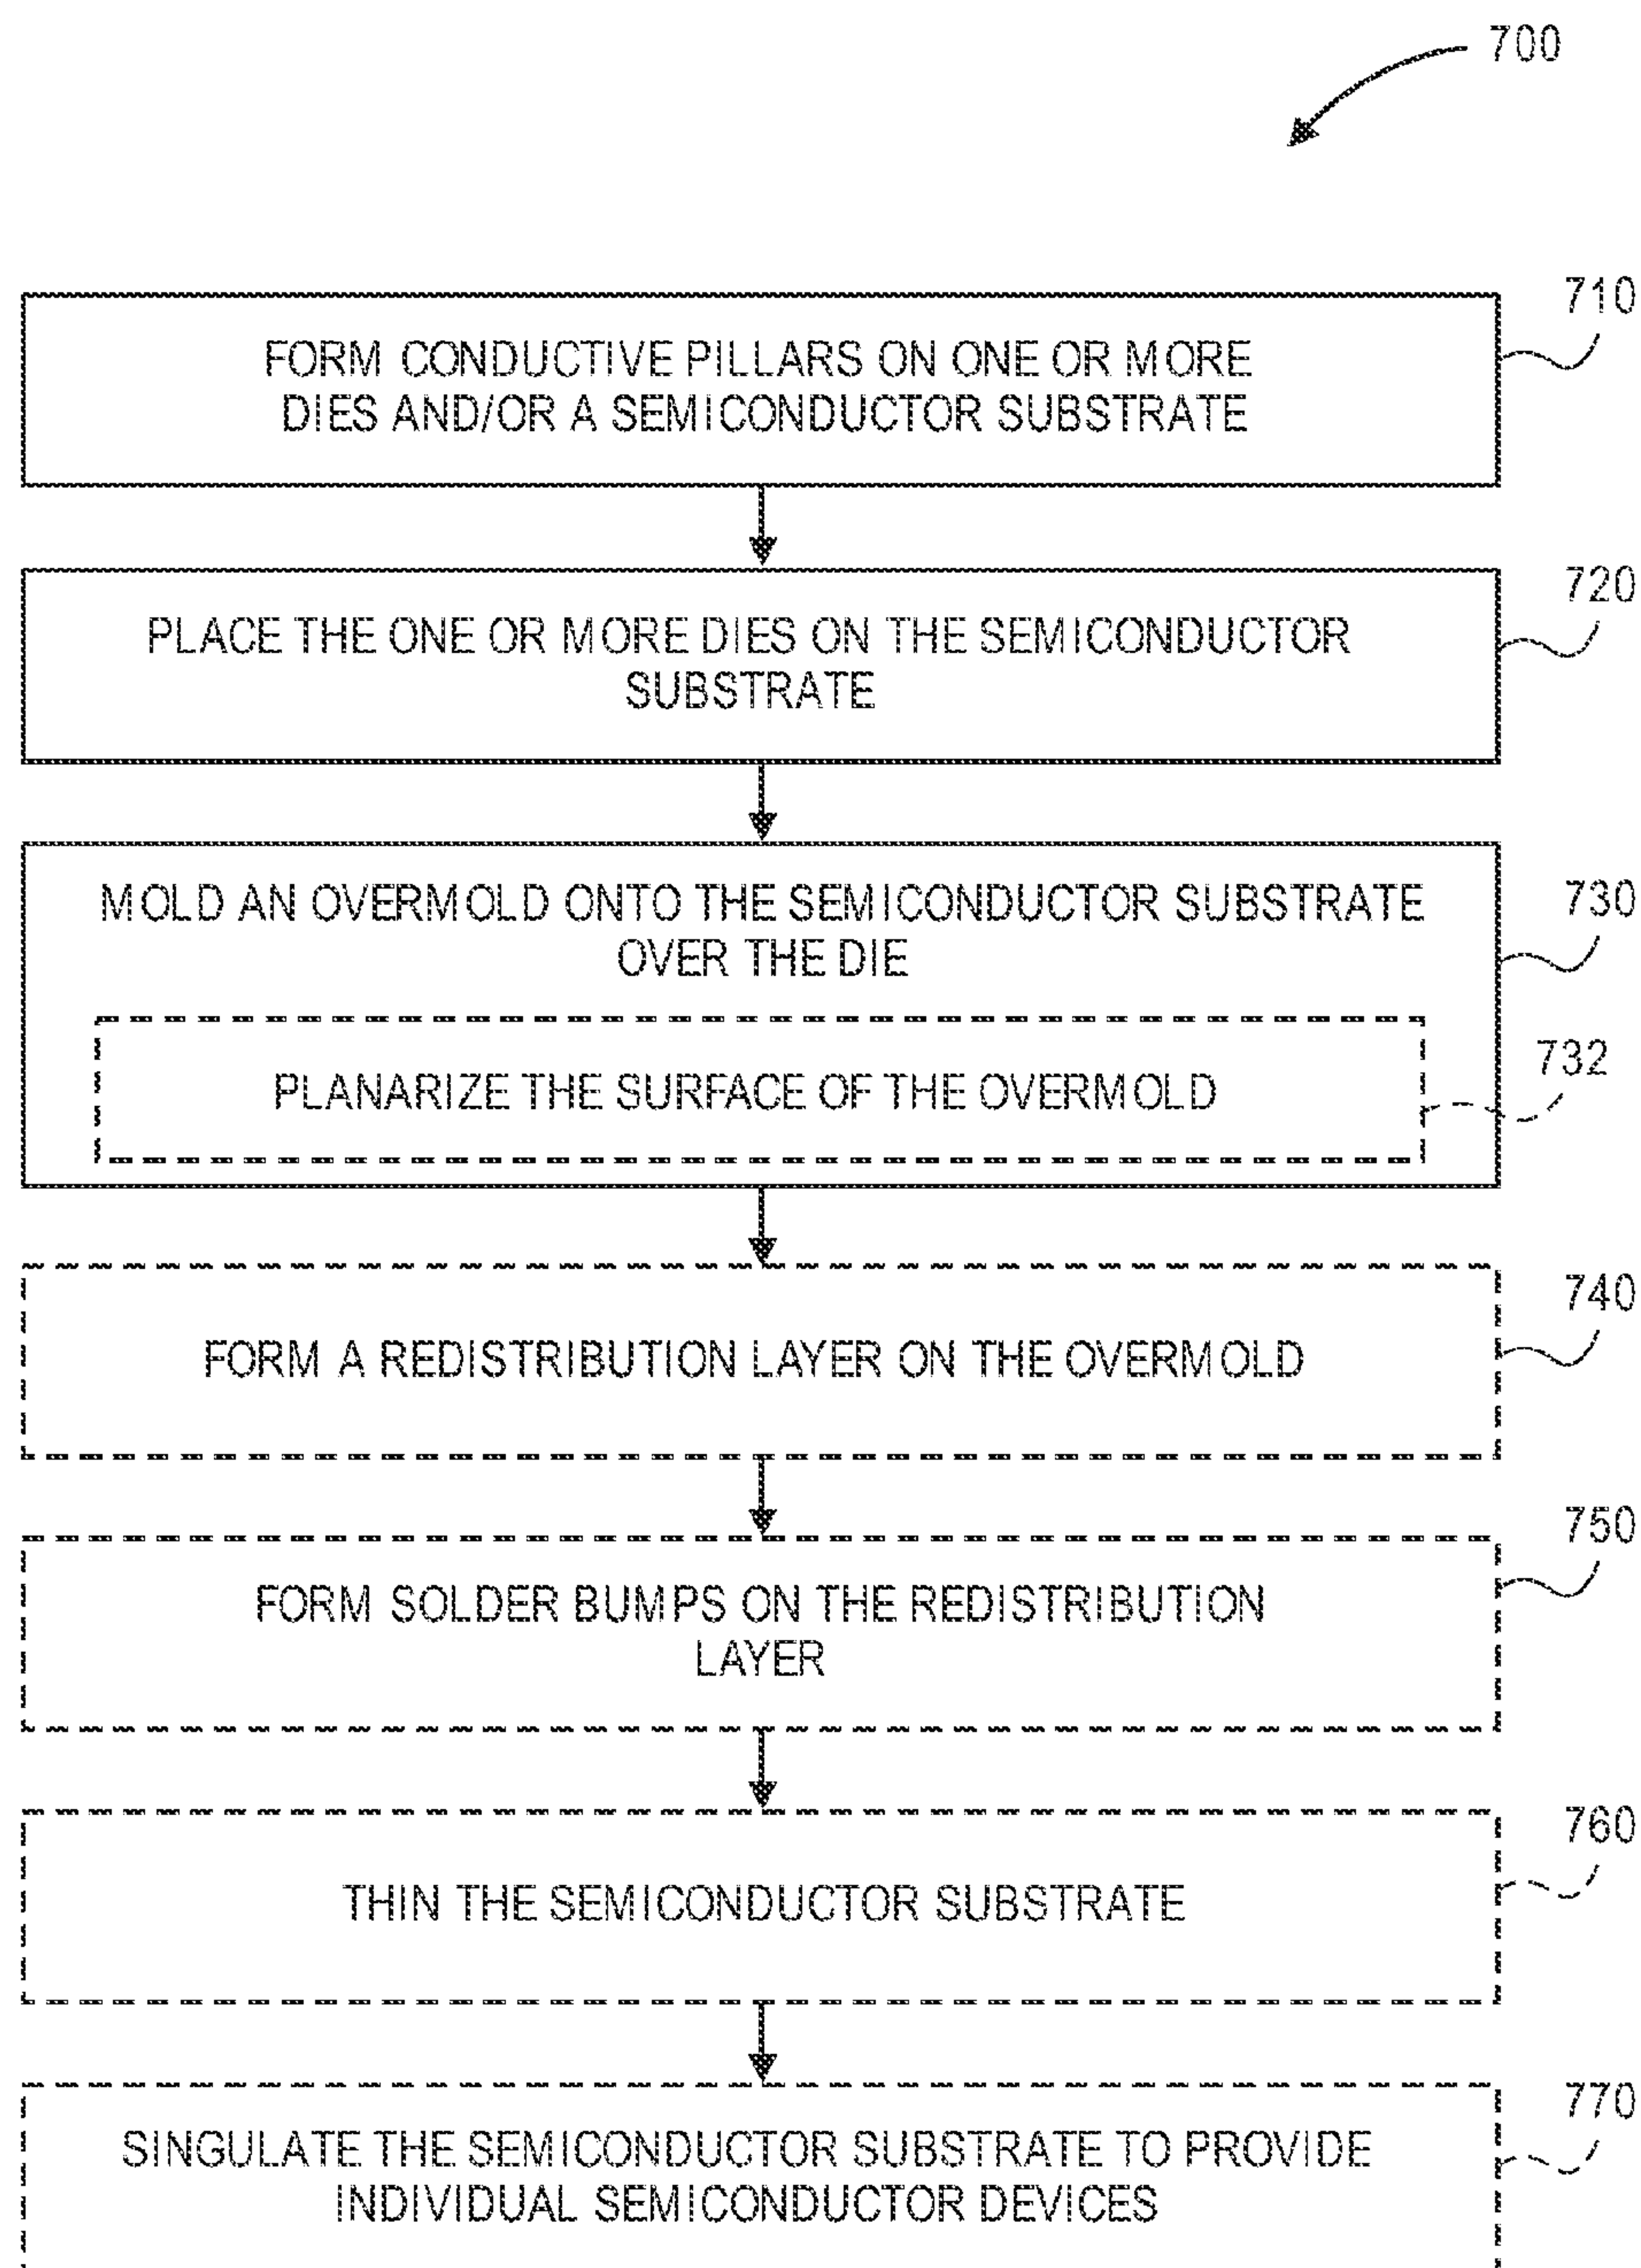 700
710
FORM CONDUCTIVE PILLARS ON ONE OR MORE
DIES AND/OR A SEMICONDUCTOR SUBSTRATE
720
PLACE THE ONE OR MORE DIES ON THE SEMICONDUCTOR
SUBSTRATE
730
MOLD AN OVERMOLD ONTO THE SEMICONDUCTOR SUBSTRATE
OVER THE DIE
732
PLANARIZE THE SURFACE OF THE OVERMOLD
740
FORM A REDISTRIBUTION LAYER ON THE OVERMOLD
750
FORM SOLDER BUMPS ON THE REDISTRIBUTION
LAYER
760
THIN THE SEMICONDUCTOR SUBSTRATE
770
SINGULATE THE SEMICONDUCTOR SUBSTRATE TO PROVIDE
INDIVIDUAL SEMICONDUCTOR DEVICES